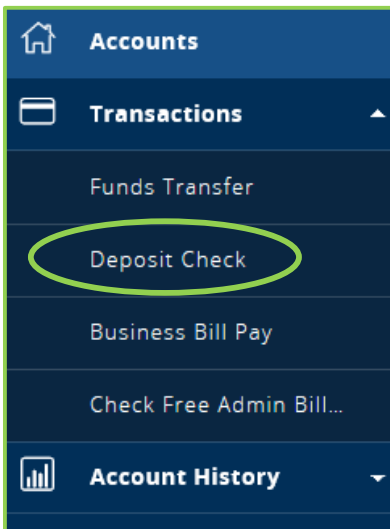 Accounts
Transactions
Funds Transfer
Deposit Check
Business Bill Pay
Check Free Admin Bill...
Account History